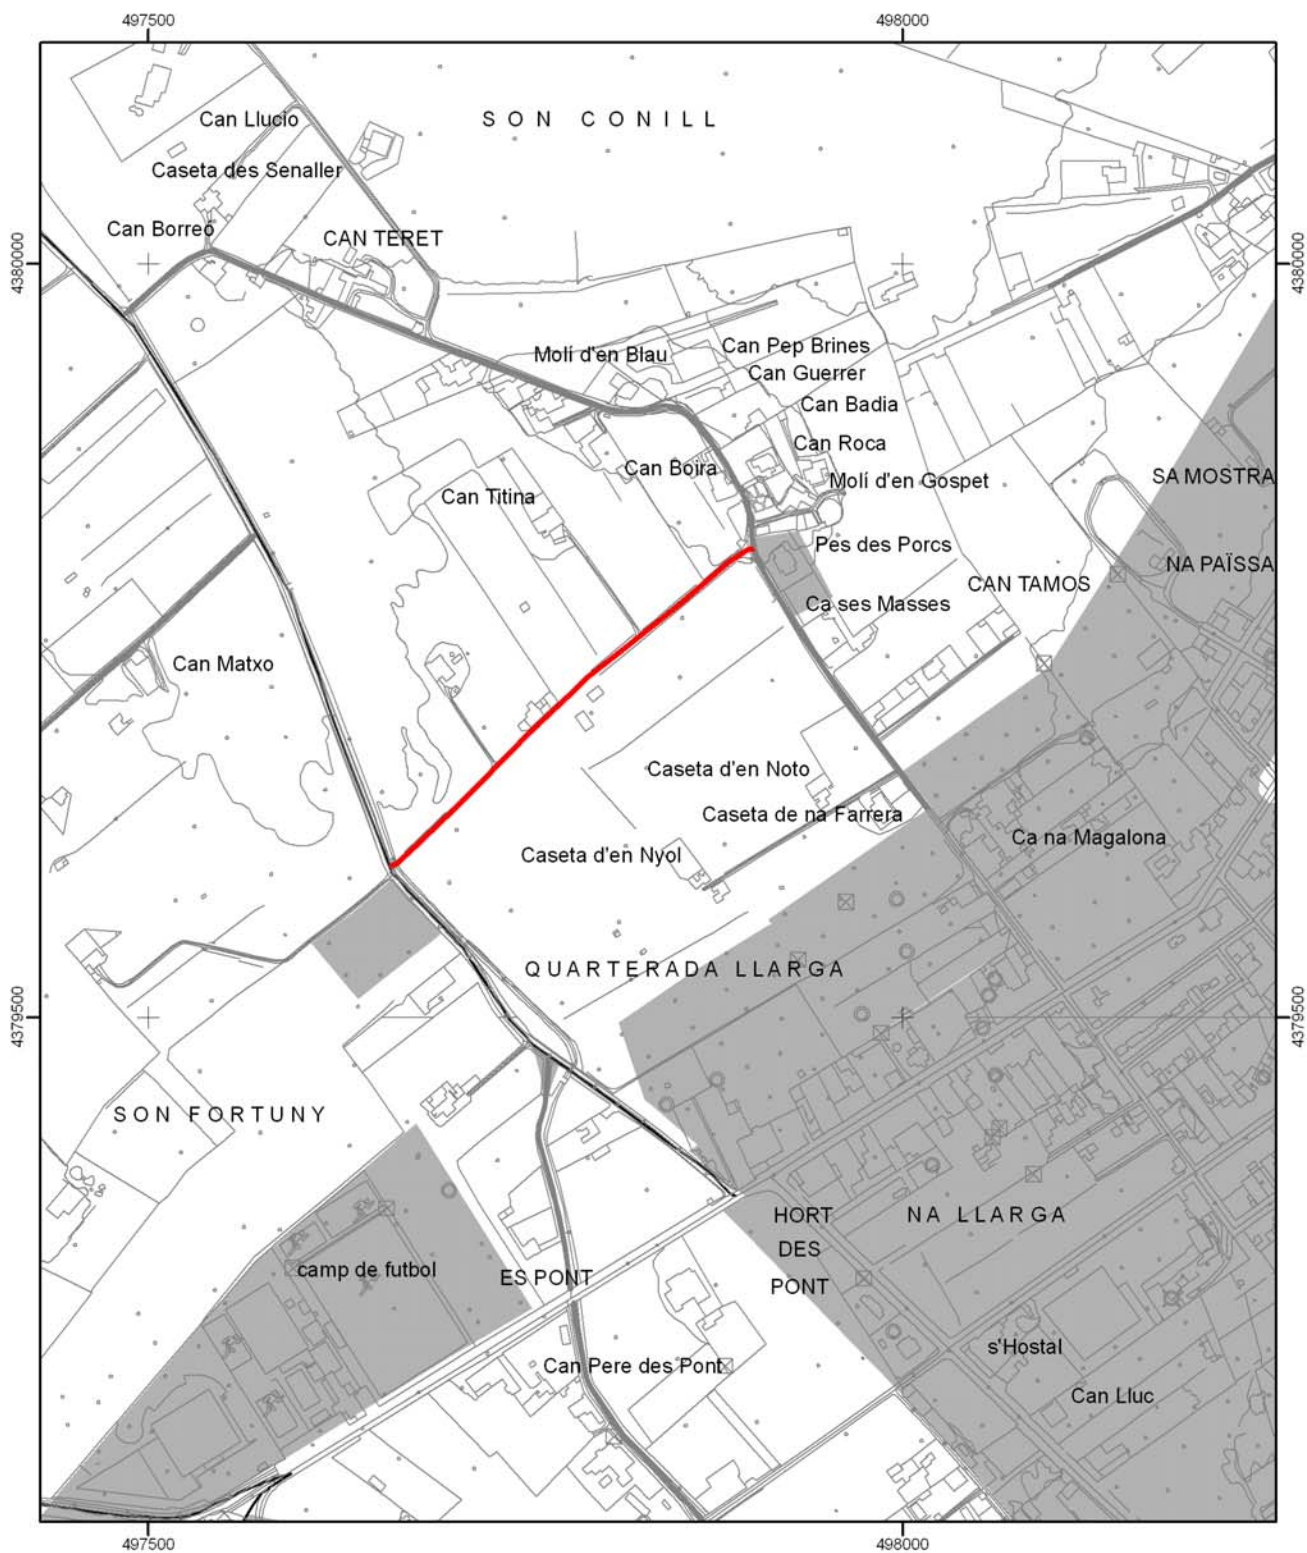 497500
498000
Can Llucio
SON CONILL
Caseta des Senaller
Can Borreó
CAN TERET
4380000
4380000
Molí d'en Blau
Can Pep Brines
Can Guerrer
Can Badia
Can Roca
Can Boira
Molí d'en Gospet
SA MOSTRA
Can Titina
Pes des Porcs
NA PAÏSSA
CAN TAMOS
Ca ses Masses
Can Matxo
Caseta d'en Noto
Caseta de na Farrera
Ca na Magalona
Caseta d'en Nyol
QUARTERADA LLARGA
4379500
4379500
SON FORTUNY
HORT
DES
PONT
NA LLARGA
camp de futbol
ES PONT
s'Hostal
Can Pere des Pont
Can Lluc
497500
498000